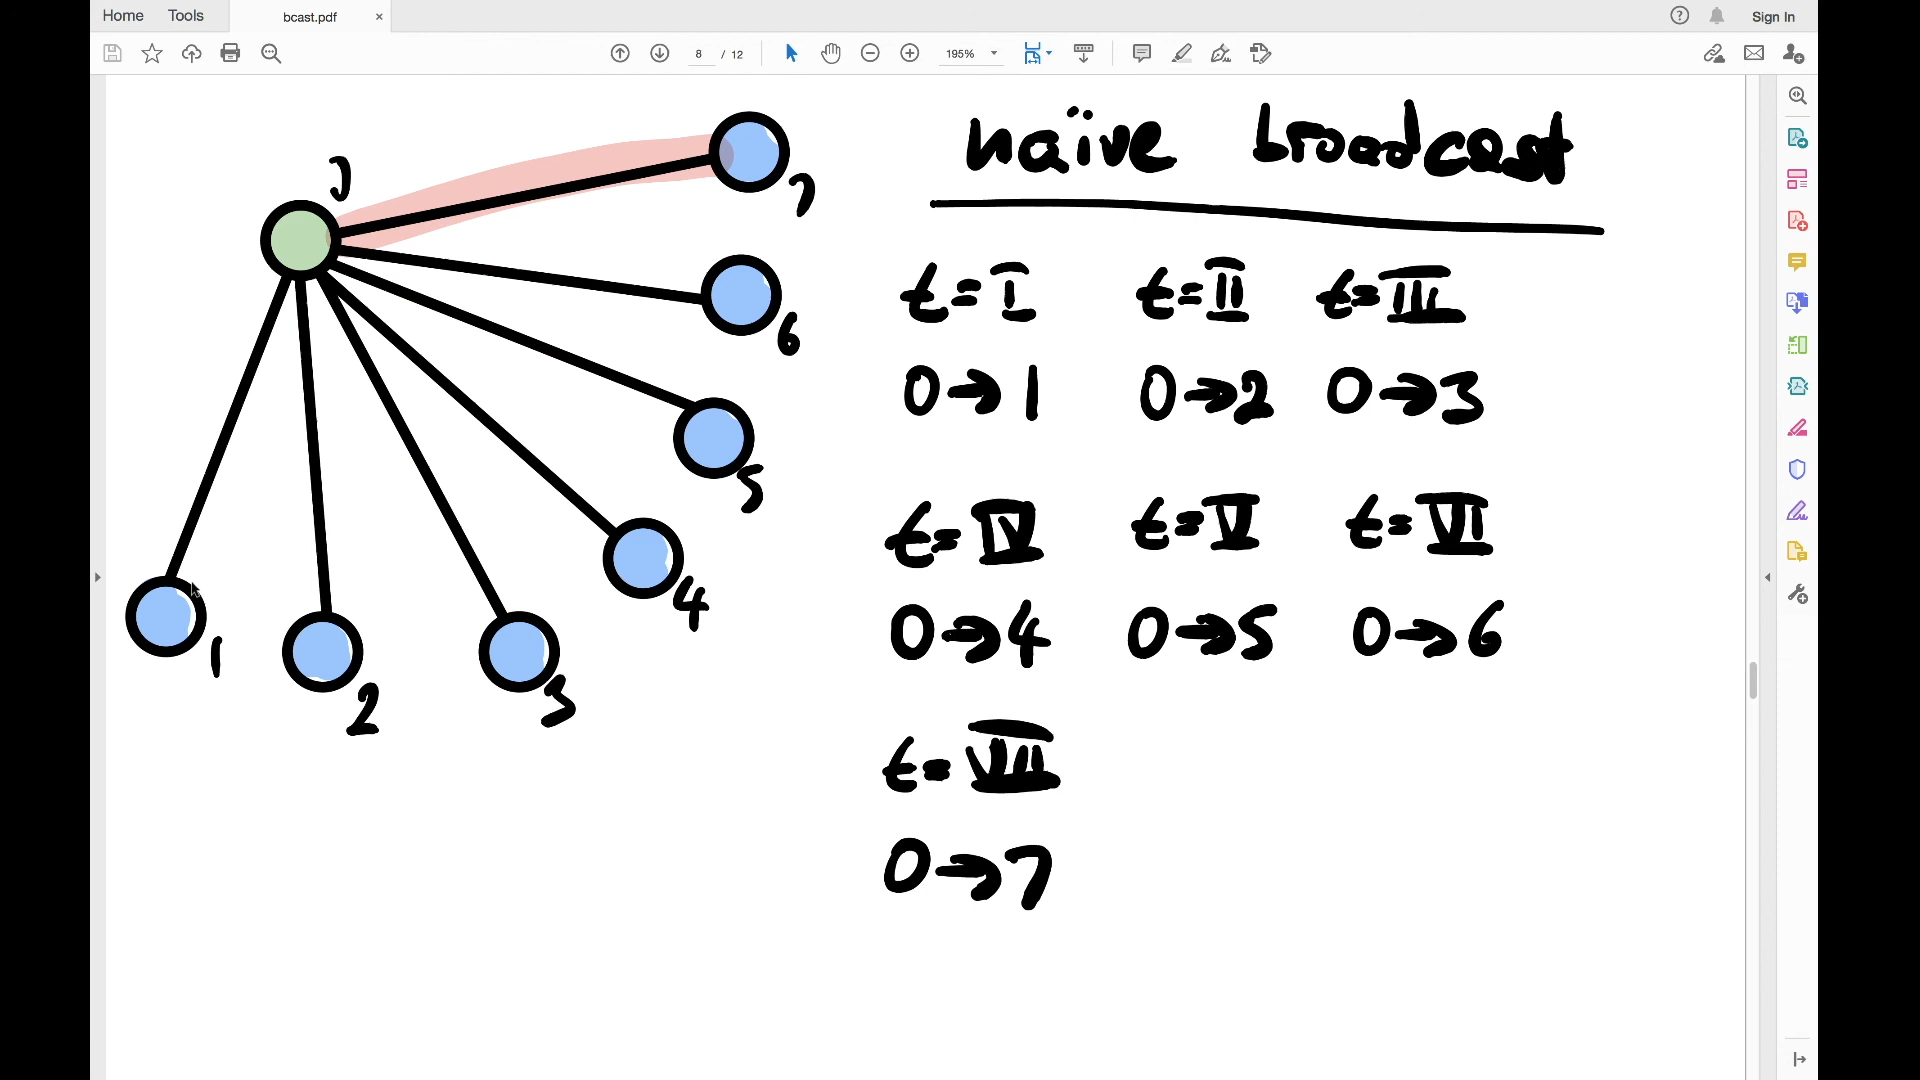 Home Tools bcast.pdf × ? Sign In
8 / 12 195%
naïve broadcast
t=I t=II t=III
0→1 0→2 0→3
t=IV t=V t=VI
0→4 0→5 0→6
t=VII
0→7
0
7
6
5
4
1
2
3